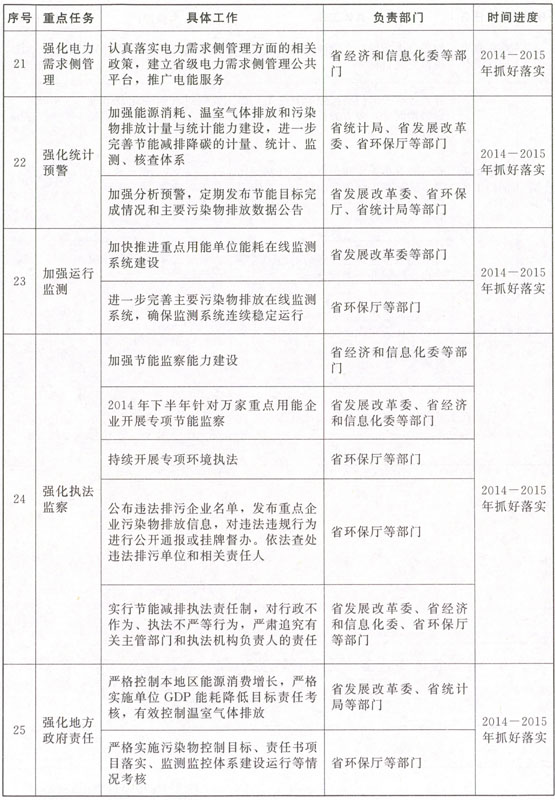 序号 重点任务 具体工作 负责部门 时间进度
21
强化电力
需求侧管
理
认真落实电力需求侧管理方面的相关
政策，建立省级电力需求侧管理公共
平台，推广电能服务
省经济和信息化委等部
门
2014－2015
年抓好落实
22
强化统计
预警
加强能源消耗、温室气体排放和污染
物排放计量与统计能力建设，进一步
完善节能减排降碳的计量、统计、监
测、核查体系
省统计局、省发展改革
委、省环保厅等部门
加强分析预警，定期发布节能目标完
成情况和主要污染物排放数据公告
省发展改革委、省环保
厅、省统计局等部门
2014－2015
年抓好落实
23
加强运行
监测
加快推进重点用能单位能耗在线监测
系统建设
省发展改革委等部门
进一步完善主要污染物排放在线监测
系统，确保监测系统连续稳定运行
省环保厅等部门
2014－2015
年抓好落实
24
强化执法
监察
加强节能监察能力建设
省经济和信息化委等部
门
2014年下半年针对万家重点用能企
业开展专项节能监察
省发展改革委、省经济
和信息化委等部门
持续开展专项环境执法
省环保厅等部门
公布违法排污企业名单，发布重点企
业污染物排放信息，对违法违规行为
进行公开通报或挂牌督办。依法查处
违法排污单位和相关责任人
省环保厅等部门
实行节能减排执法责任制，对行政不
作为、执法不严等行为，严肃追究有
关主管部门和执法机构负责人的责任
省发展改革委、省经济
和信息化委、省环保厅
等部门
2014－2015
年抓好落实
25
强化地方
政府责任
严格控制本地区能源消费增长，严格
实施单位GDP能耗降低目标责任考
核，有效控制温室气体排放
省发展改革委、省统计
局等部门
严格实施污染物控制目标、责任书项
目落实、监测监控体系建设运行等情
况考核
省环保厅等部门
2014－2015
年抓好落实